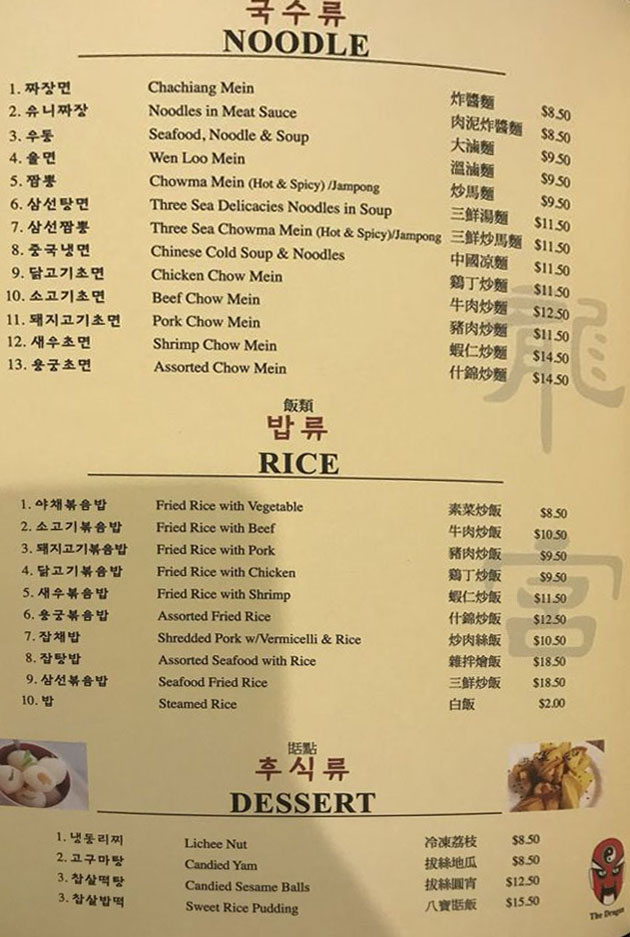 국수류
NOODLE
1. 짜장면 Chachiang Mein 炸醬麵 $8.50
2. 유니짜장 Noodles in Meat Sauce 肉泥炸醬麵 $8.50
3. 우동 Seafood, Noodle & Soup 大滷麵 $9.50
4. 울면 Wen Loo Mein 溫滷麵 $9.50
5. 짬뽕 Chowma Mein (Hot & Spicy) /Jampong 炒馬麵 $9.50
6. 삼선탕면 Three Sea Delicacies Noodles in Soup 三鮮湯麵 $11.50
7. 삼선짬뽕 Three Sea Chowma Mein (Hot & Spicy)/Jampong 三鮮炒馬麵 $11.50
8. 중국냉면 Chinese Cold Soup & Noodles 中國凉麵 $11.50
9. 닭고기초면 Chicken Chow Mein 鷄丁炒麵 $11.50
10. 소고기초면 Beef Chow Mein 牛肉炒麵 $12.50
11. 돼지고기초면 Pork Chow Mein 豬肉炒麵 $11.50
12. 새우초면 Shrimp Chow Mein 蝦仁炒麵 $14.50
13. 용궁초면 Assorted Chow Mein 什錦炒麵 $14.50
龍
宮
飯類
밥류
RICE
1. 야채볶음밥 Fried Rice with Vegetable 素菜炒飯 $8.50
2. 소고기볶음밥 Fried Rice with Beef 牛肉炒飯 $10.50
3. 돼지고기볶음밥 Fried Rice with Pork 豬肉炒飯 $9.50
4. 닭고기볶음밥 Fried Rice with Chicken 鷄丁炒飯 $9.50
5. 새우볶음밥 Fried Rice with Shrimp 蝦仁炒飯 $11.50
6. 용궁볶음밥 Assorted Fried Rice 什錦炒飯 $12.50
7. 잡채밥 Shredded Pork w/Vermicelli & Rice 炒肉絲飯 $10.50
8. 잡탕밥 Assorted Seafood with Rice 雜拌燴飯 $18.50
9. 삼선볶음밥 Seafood Fried Rice 三鮮炒飯 $18.50
10. 밥 Steamed Rice 白飯 $2.00
甛點
후식류
DESSERT
1. 냉동리찌 Lichee Nut 冷凍荔枝 $8.50
2. 고구마탕 Candied Yam 拔絲地瓜 $8.50
3. 찹쌀떡탕 Candied Sesame Balls 拔絲圓宵 $12.50
3. 찹쌀밥떡 Sweet Rice Pudding 八寶甛飯 $15.50
The Dragon